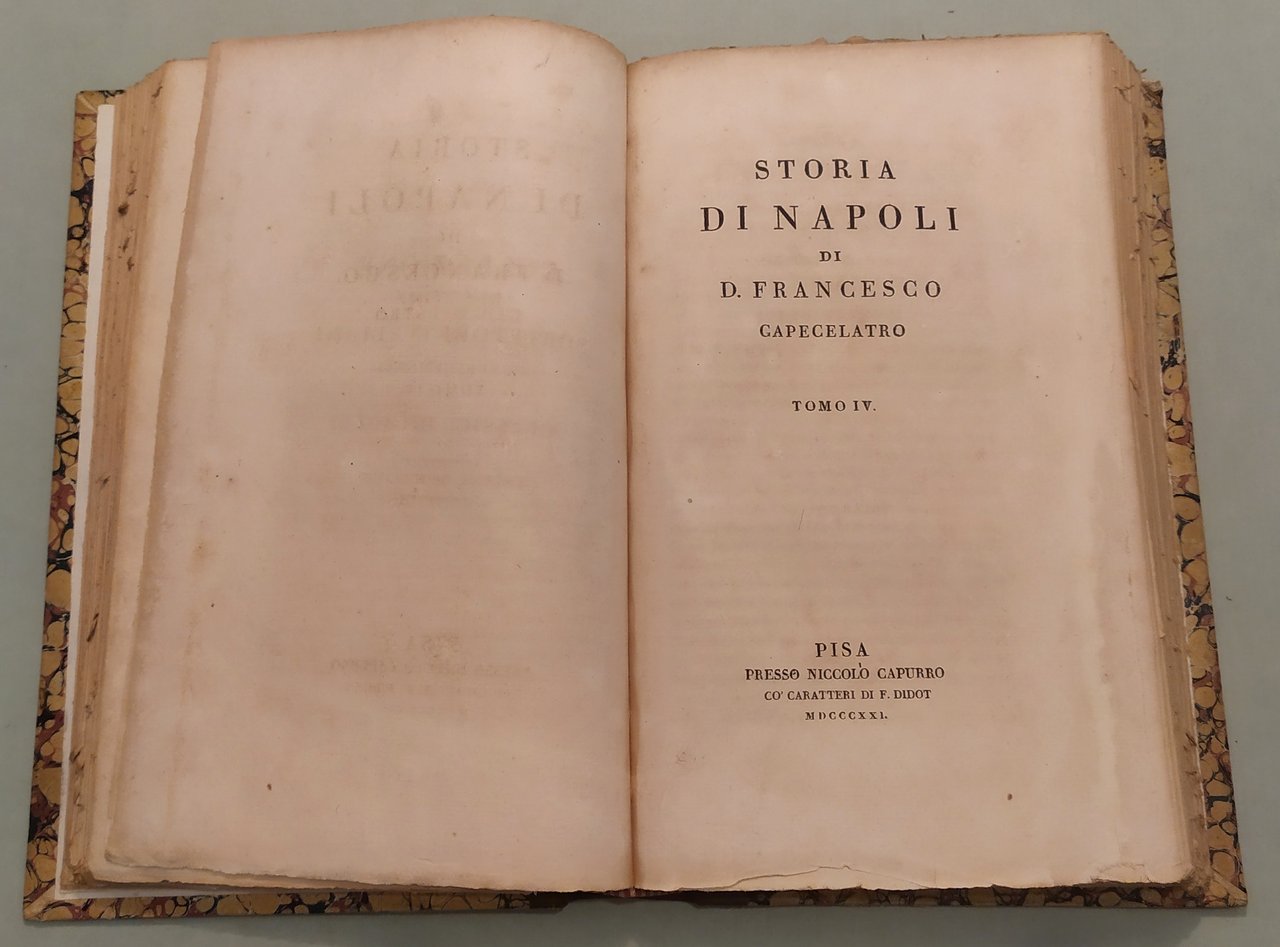 STORIA
DI NAPOLI
DI
D. FRANCESCO
CAPECELATRO
TOMO IV.
PISA
PRESSO NICCOLÒ CAPURRO
CO' CARATTERI DI F. DIDOT
MDCCCXXI.